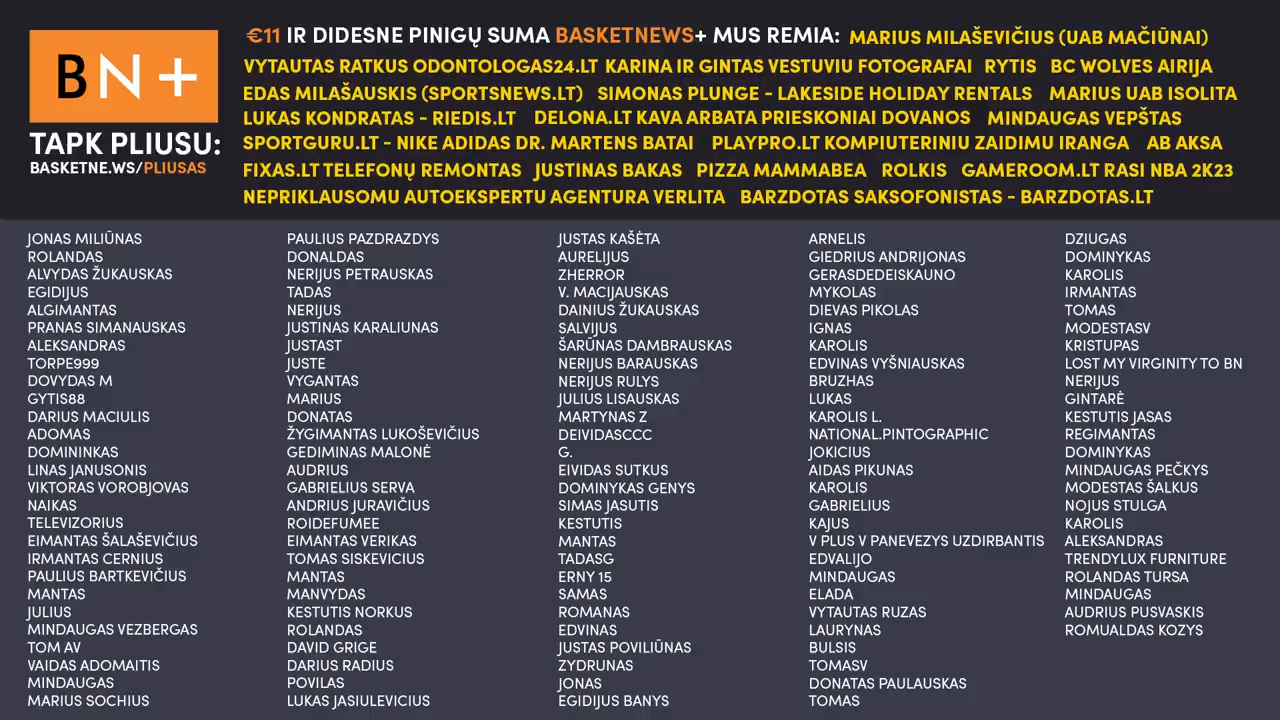 BN+
TAPK PLIUSU:
BASKETNE.WS/PLIUSAS
€11 IR DIDESNE PINIGŲ SUMA BASKETNEWS+ MUS REMIA: MARIUS MILAŠEVIČIUS (UAB MAČIŪNAI)
VYTAUTAS RATKUS ODONTOLOGAS24.LT KARINA IR GINTAS VESTUVIU FOTOGRAFAI RYTIS BC WOLVES AIRIJA
EDAS MILAŠAUSKIS (SPORTSNEWS.LT) SIMONAS PLUNGE - LAKESIDE HOLIDAY RENTALS MARIUS UAB ISOLITA
LUKAS KONDRATAS - RIEDIS.LT DELONA.LT KAVA ARBATA PRIESKONIAI DOVANOS MINDAUGAS VEPŠTAS
SPORTGURU.LT - NIKE ADIDAS DR. MARTENS BATAI PLAYPRO.LT KOMPIUTERINIU ZAIDIMU IRANGA AB AKSA
FIXAS.LT TELEFONŲ REMONTAS JUSTINAS BAKAS PIZZA MAMMABEA ROLKIS GAMEROOM.LT RASI NBA 2K23
NEPRIKLAUSOMU AUTOEKSPERTU AGENTURA VERLITA BARZDOTAS SAKSOFONISTAS - BARZDOTAS.LT
JONAS MILIŪNAS
ROLANDAS
ALVYDAS ŽUKAUSKAS
EGIDIJUS
ALGIMANTAS
PRANAS SIMANAUSKAS
ALEKSANDRAS
TORPE999
DOVYDAS M
GYTIS88
DARIUS MACIULIS
ADOMAS
DOMININKAS
LINAS JANUSONIS
VIKTORAS VOROBJOVAS
NAIKAS
TELEVIZORIUS
EIMANTAS ŠALAŠEVIČIUS
IRMANTAS CERNIUS
PAULIUS BARTKEVIČIUS
MANTAS
JULIUS
MINDAUGAS VEZBERGAS
TOM AV
VAIDAS ADOMAITIS
MINDAUGAS
MARIUS SOCHIUS
PAULIUS PAZDRAZDYS
DONALDAS
NERIJUS PETRAUSKAS
TADAS
NERIJUS
JUSTINAS KARALIUNAS
JUSTAST
JUSTE
VYGANTAS
MARIUS
DONATAS
ŽYGIMANTAS LUKOŠEVIČIUS
GEDIMINAS MALONĖ
AUDRIUS
GABRIELIUS SERVA
ANDRIUS JURAVIČIUS
ROIDEFUMEE
EIMANTAS VERIKAS
TOMAS SISKEVICIUS
MANTAS
MANVYDAS
KESTUTIS NORKUS
ROLANDAS
DAVID GRIGE
DARIUS RADIUS
POVILAS
LUKAS JASIULEVICIUS
JUSTAS KAŠĖTA
AURELIJUS
ZHERROR
V. MACIJAUSKAS
DAINIUS ŽUKAUSKAS
SALVIJUS
ŠARŪNAS DAMBRAUSKAS
NERIJUS BARAUSKAS
NERIJUS RULYS
JULIUS LISAUSKAS
MARTYNAS Z
DEIVIDASCCC
G.
EIVIDAS SUTKUS
DOMINYKAS GENYS
SIMAS JASUTIS
KESTUTIS
MANTAS
TADASG
ERNY 15
SAMAS
ROMANAS
EDVINAS
JUSTAS POVILIŪNAS
ZYDRUNAS
JONAS
EGIDIJUS BANYS
ARNELIS
GIEDRIUS ANDRIJONAS
GERASDEDEISKAUNO
MYKOLAS
DIEVAS PIKOLAS
IGNAS
KAROLIS
EDVINAS VYŠNIAUSKAS
BRUZHAS
LUKAS
KAROLIS L.
NATIONAL.PINTOGRAPHIC
JOKICIUS
AIDAS PIKUNAS
KAROLIS
GABRIELIUS
KAJUS
V PLUS V PANEVEZYS UZDIRBANTIS
EDVALIJO
MINDAUGAS
ELADA
VYTAUTAS RUZAS
LAURYNAS
BULSIS
TOMASV
DONATAS PAULAUSKAS
TOMAS
DZIUGAS
DOMINYKAS
KAROLIS
IRMANTAS
TOMAS
MODESTASV
KRISTUPAS
LOST MY VIRGINITY TO BN
NERIJUS
GINTARĖ
KESTUTIS JASAS
REGIMANTAS
DOMINYKAS
MINDAUGAS PEČKYS
MODESTAS ŠALKUS
NOJUS STULGA
KAROLIS
ALEKSANDRAS
TRENDYLUX FURNITURE
ROLANDAS TURSA
MINDAUGAS
AUDRIUS PUSVASKIS
ROMUALDAS KOZYS